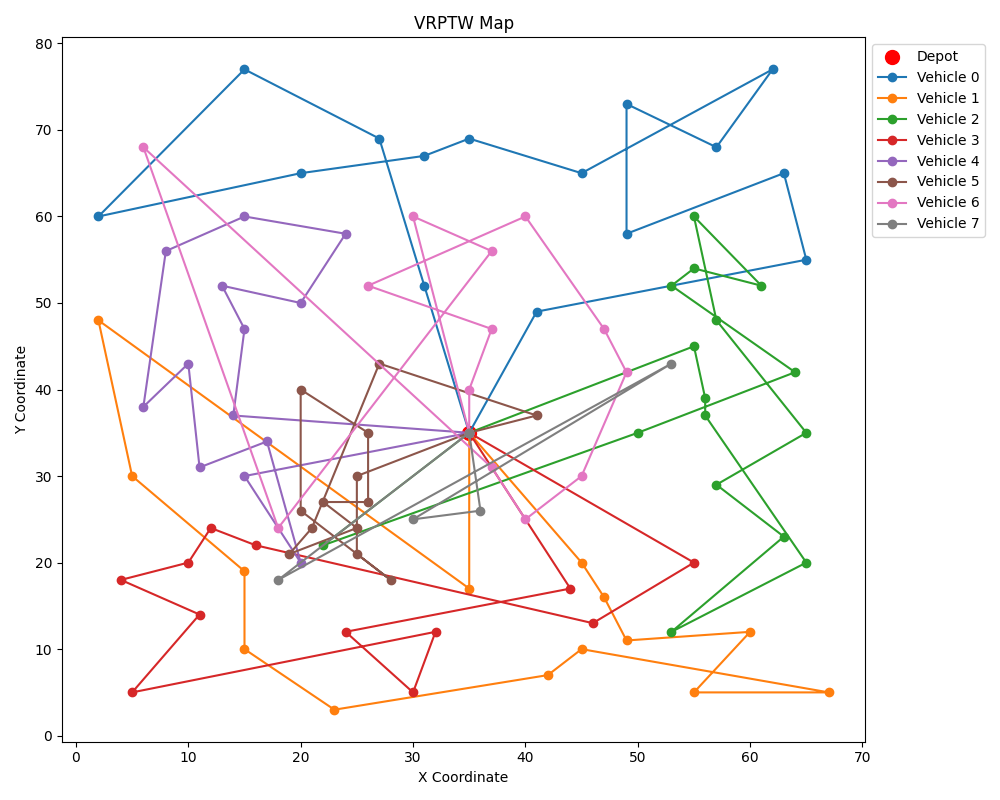 VRPTW Map
80
70
60
50
40
30
20
10
0
Y Coordinate
0 10 20 30 40 50 60 70
X Coordinate
Depot
Vehicle 0
Vehicle 1
Vehicle 2
Vehicle 3
Vehicle 4
Vehicle 5
Vehicle 6
Vehicle 7